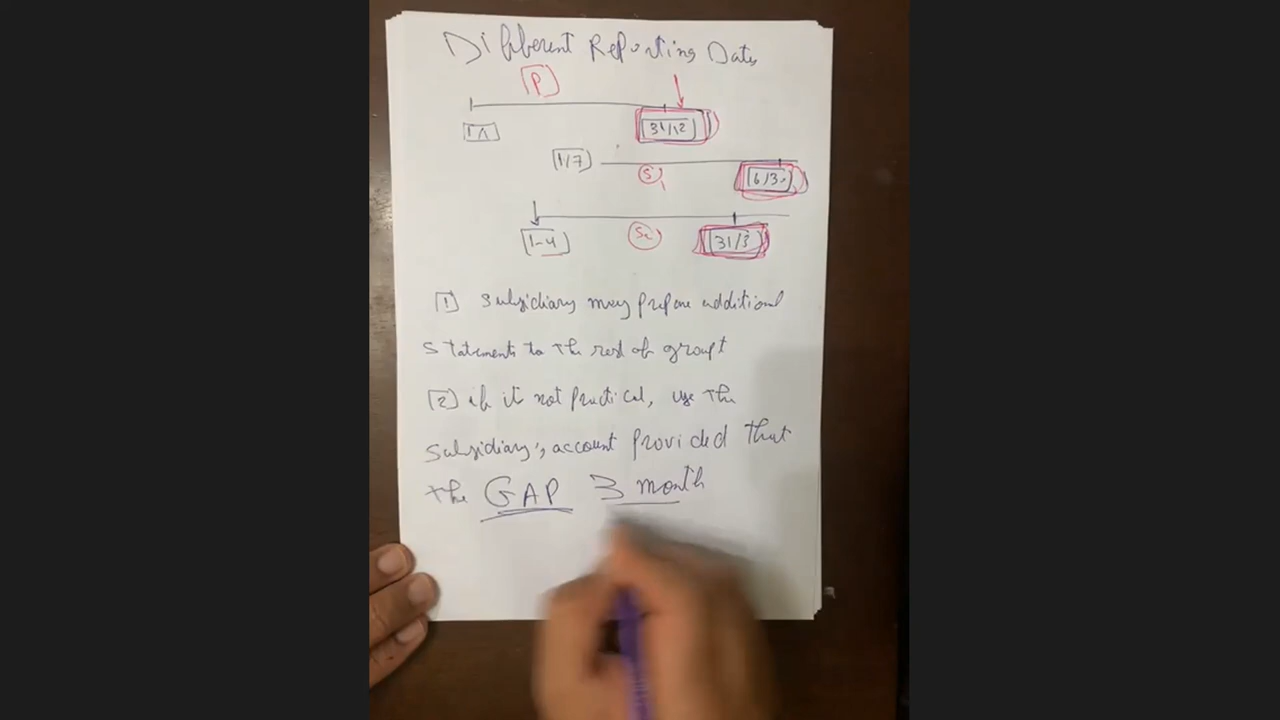 Different Reporting Dates
P
1/1
31/12
1/7
S1
6/30
1-4
S2
31/3
1 Subsidiary may prepare additional
statements to the rest of group
2 if it not practical, use the
subsidiary's account provided that
the GAP 3 month